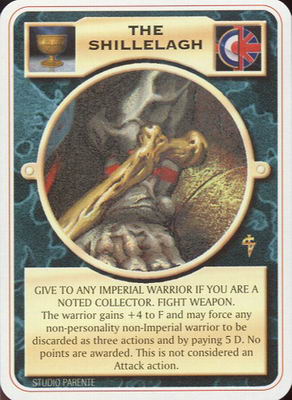 THE
SHILLELAGH
GIVE TO ANY IMPERIAL WARRIOR IF YOU ARE A
NOTED COLLECTOR. FIGHT WEAPON.
The warrior gains +4 to F and may force any
non-personality non-Imperial warrior to be
discarded as three actions and by paying 5 D. No
points are awarded. This is not considered an
Attack action.
STUDIO PARENTE